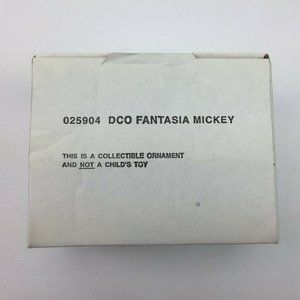 025904 DCO FANTASIA MICKEY
THIS IS A COLLECTIBLE ORNAMENT
AND NOT A CHILD'S TOY